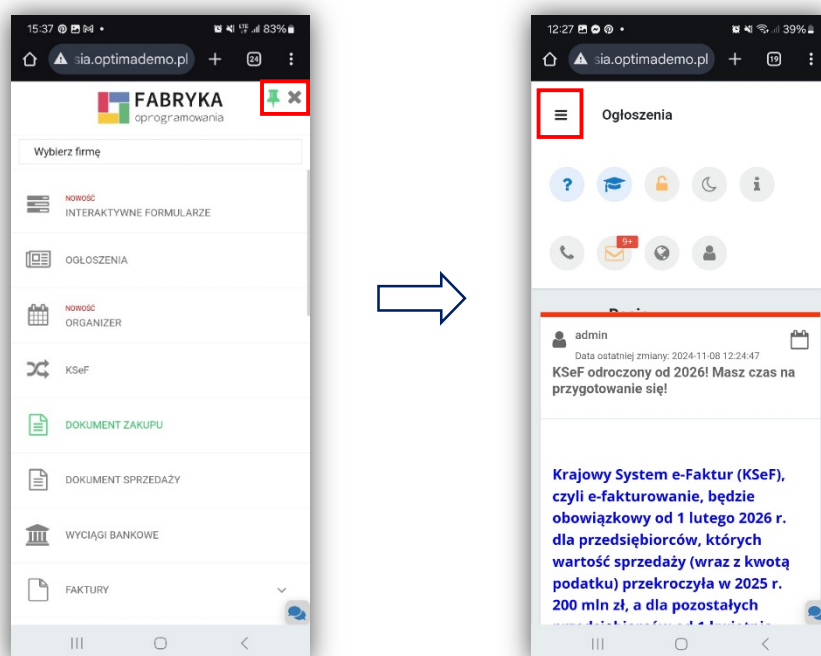 15:37
83%
sia.optimademo.pl
24
FABRYKA
oprogramowania
Wybierz firmę
NOWOŚĆ
INTERAKTYWNE FORMULARZE
OGŁOSZENIA
NOWOŚĆ
ORGANIZER
KSeF
DOKUMENT ZAKUPU
DOKUMENT SPRZEDAŻY
WYCIĄGI BANKOWE
FAKTURY
12:27
39%
sia.optimademo.pl
19
Ogłoszenia
?
i
9+
admin
Data ostatniej zmiany: 2024-11-08 12:24:47
KSeF odroczony od 2026! Masz czas na
przygotowanie się!
Krajowy System e-Faktur (KSeF),
czyli e-fakturowanie, będzie
obowiązkowy od 1 lutego 2026 r.
dla przedsiębiorców, których
wartość sprzedaży (wraz z kwotą
podatku) przekroczyła w 2025 r.
200 mln zł, a dla pozostałych